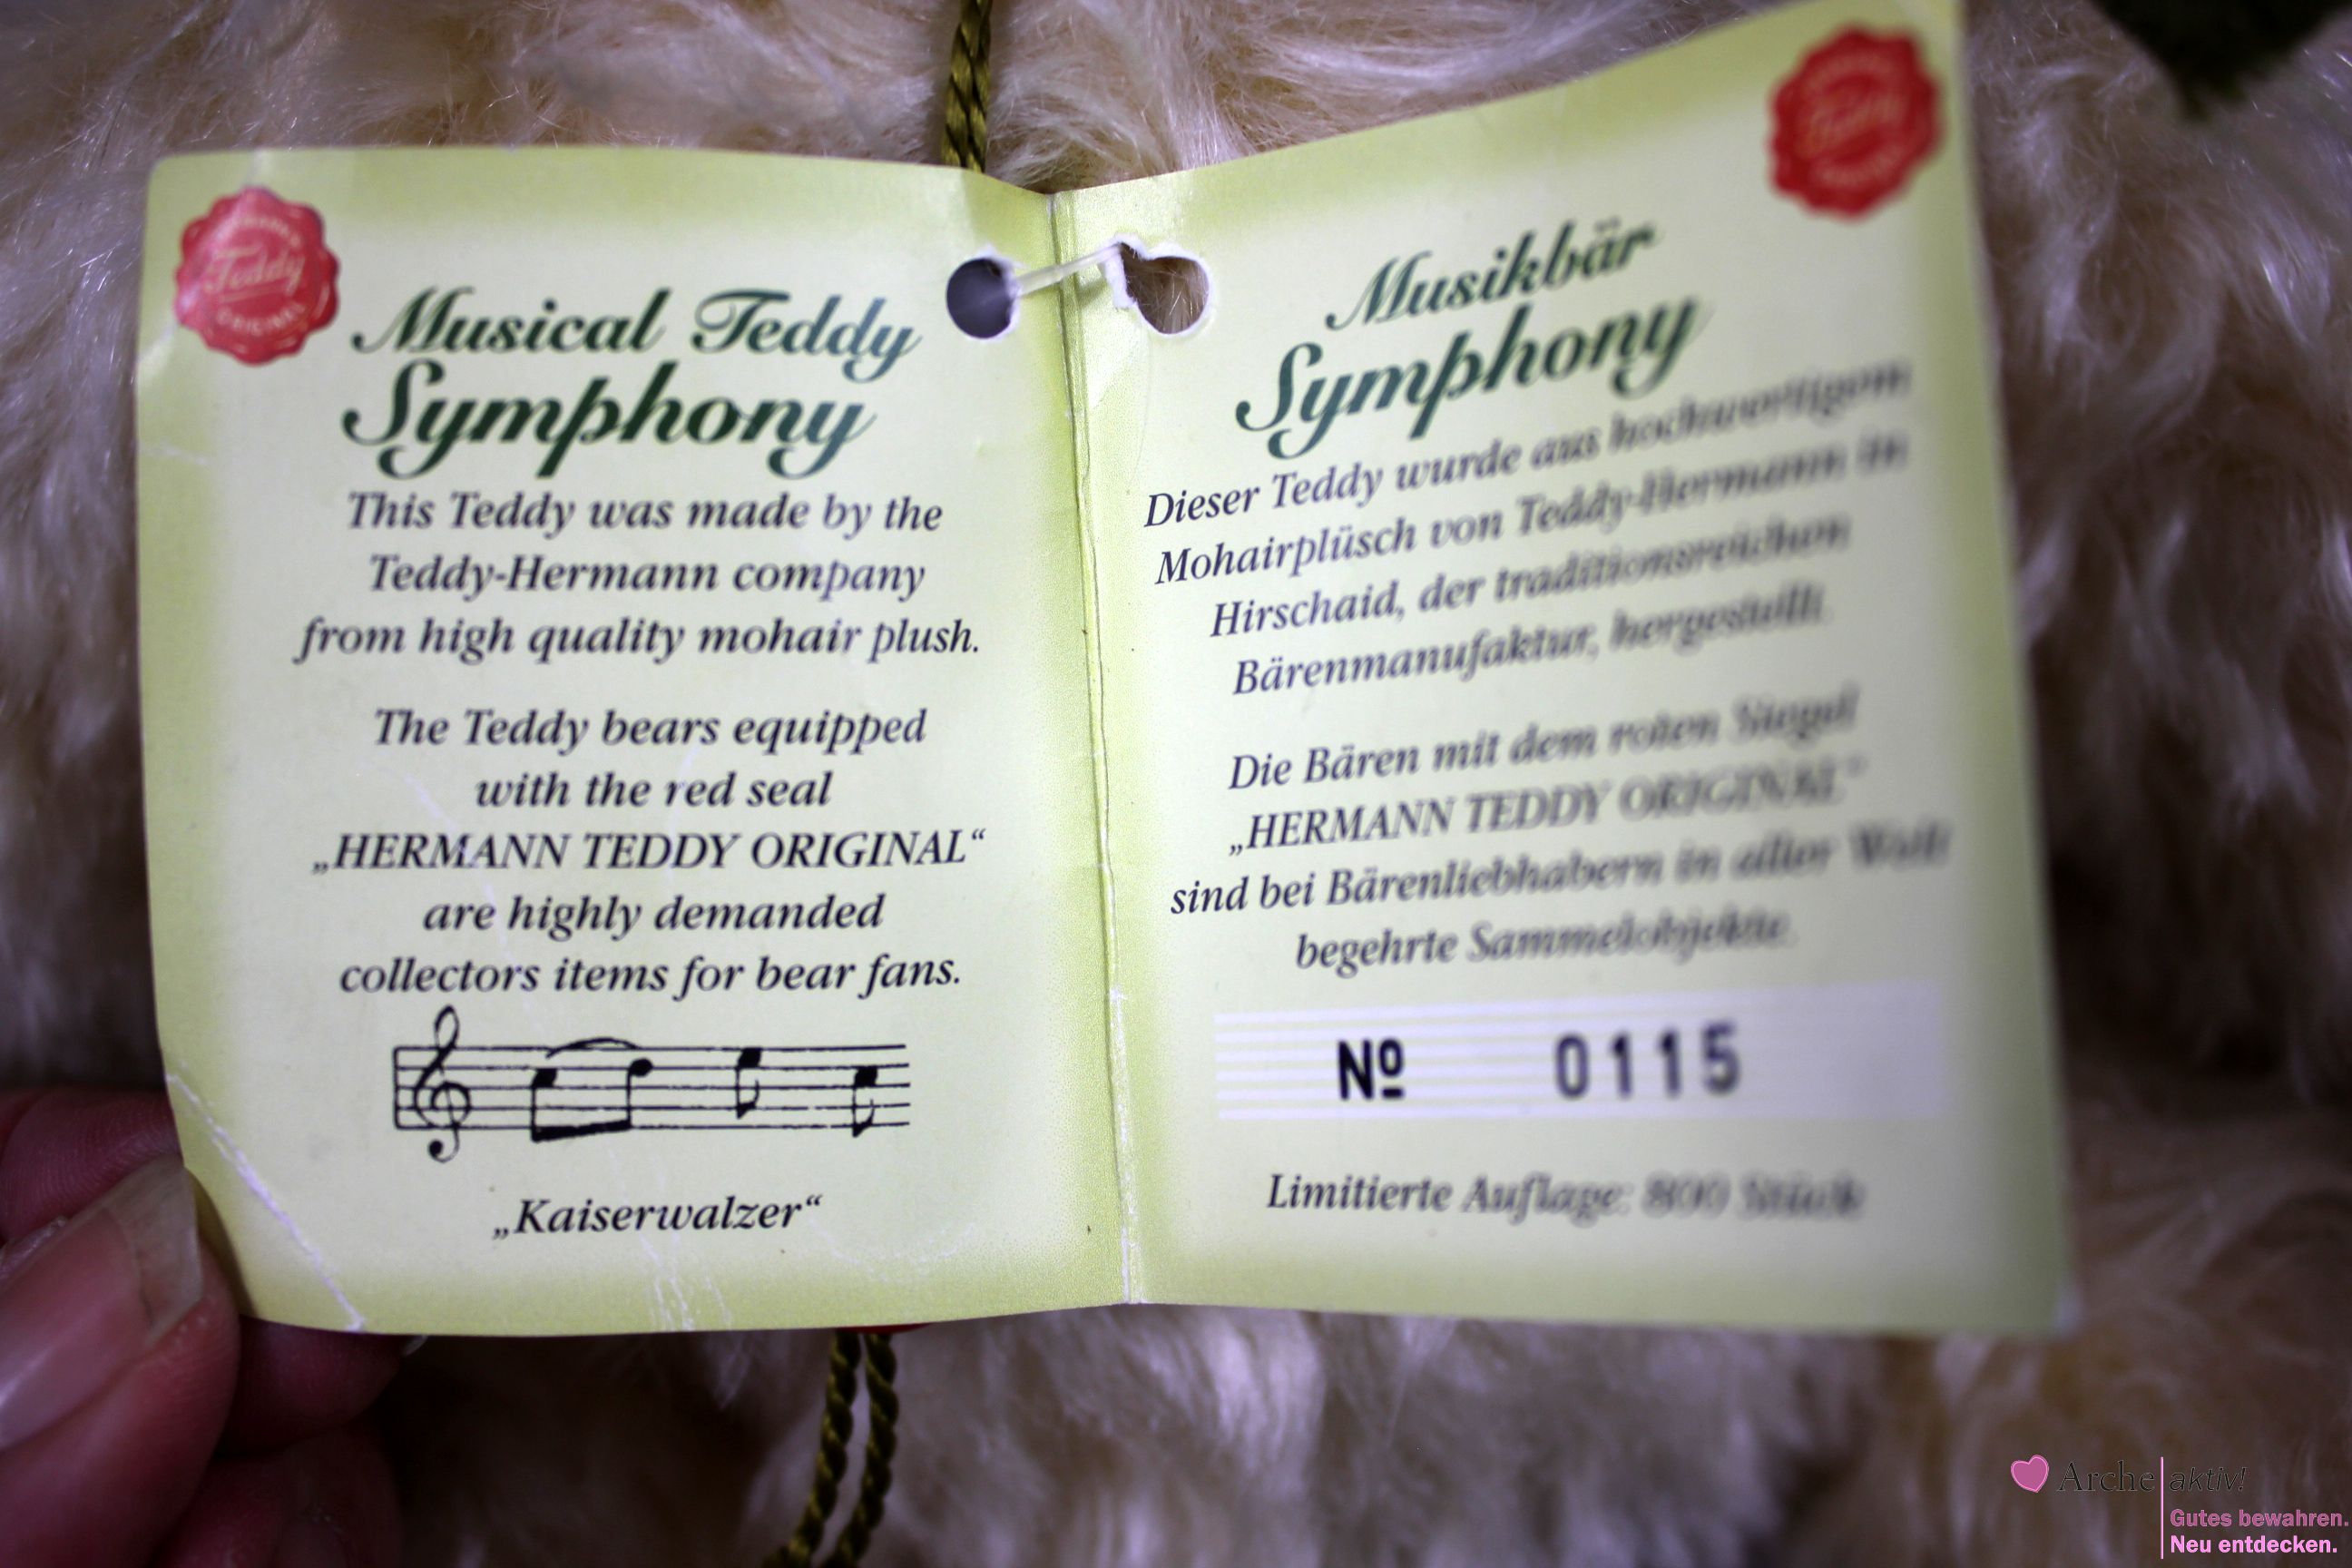 Teddy
ORIGINAL
Musical Teddy
Symphony
This Teddy was made by the
Teddy-Hermann company
from high quality mohair plush.
The Teddy bears equipped
with the red seal
„HERMANN TEDDY ORIGINAL“
are highly demanded
collectors items for bear fans.
„Kaiserwalzer“
Teddy
Musikbär
Symphony
Dieser Teddy wurde aus hochwertigem
Mohairplüsch von Teddy-Hermann in
Hirschaid, der traditionsreichen
Bärenmanufaktur, hergestellt.
Die Bären mit dem roten Siegel
„HERMANN TEDDY ORIGINAL“
sind bei Bärenliebhabern in aller Welt
begehrte Sammelobjekte.
Nº 0115
Limitierte Auflage: 800 Stück
Arche aktiv!
Gutes bewahren.
Neu entdecken.